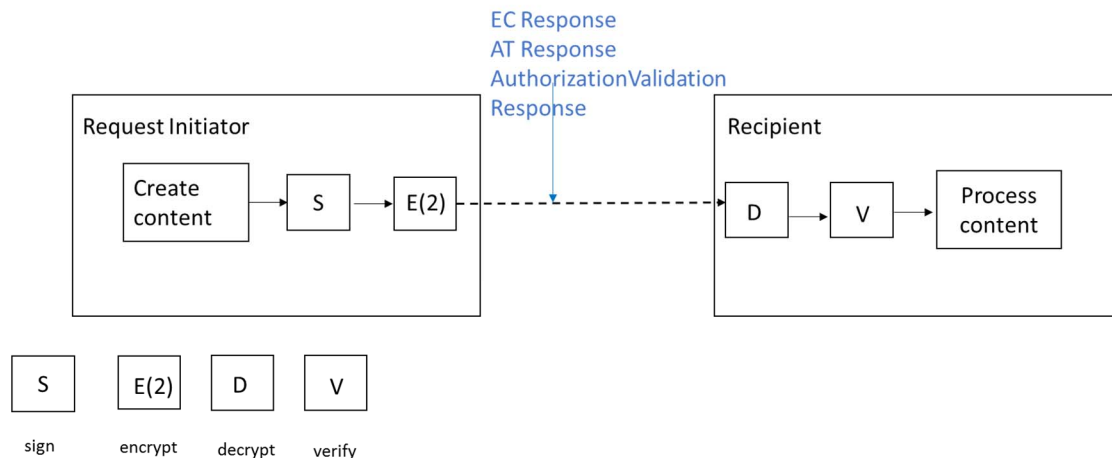 EC Response
AT Response
AuthorizationValidation
Response
Request Initiator
Recipient
Create
content
S
E(2)
D
V
Process
content
S
E(2)
D
V
sign
encrypt
decrypt
verify